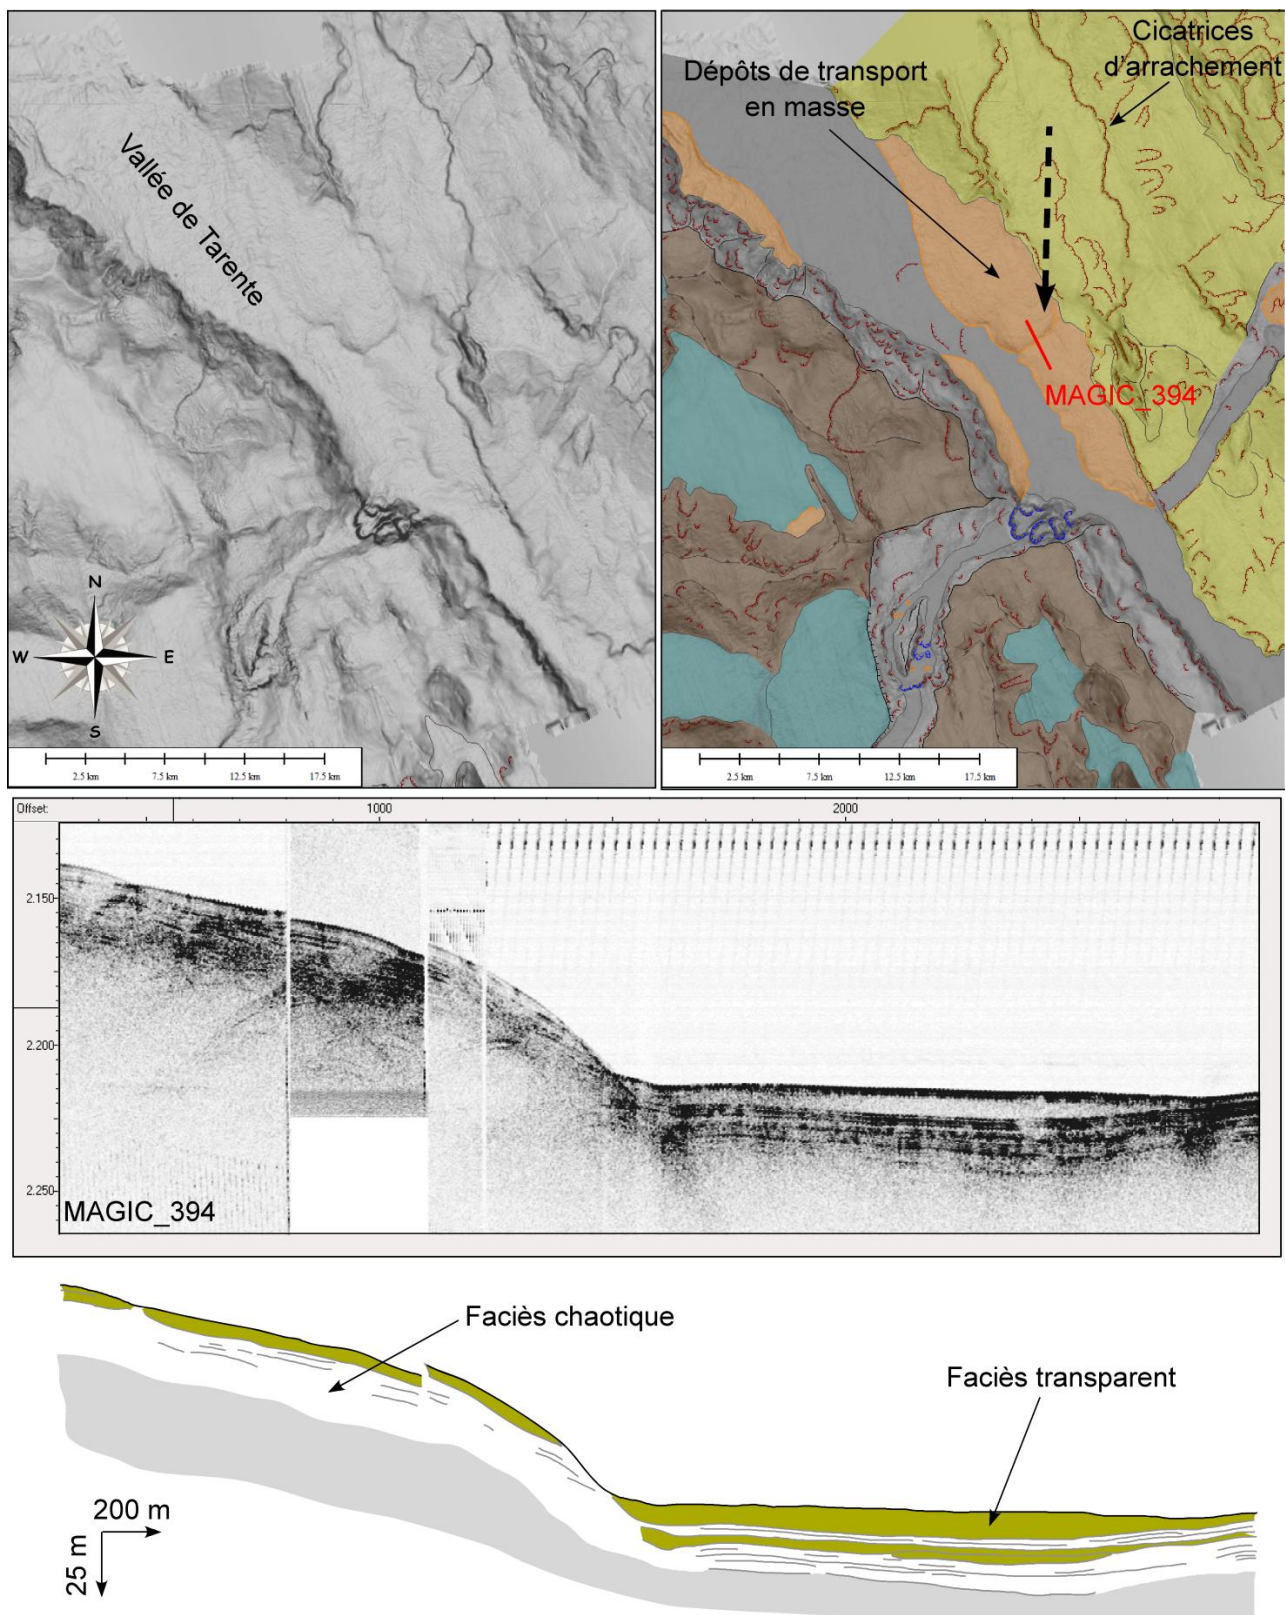 Vallée de Tarente
N
W
E
S
2.5 km
7.5 km
12.5 km
17.5 km
Cicatrices
d'arrachement
Dépôts de transport
en masse
MAGIC_394
2.5 km
7.5 km
12.5 km
17.5 km
Offset:
1000
2000
2.150
2.200
2.250
MAGIC_394
Faciès chaotique
Faciès transparent
200 m
25 m